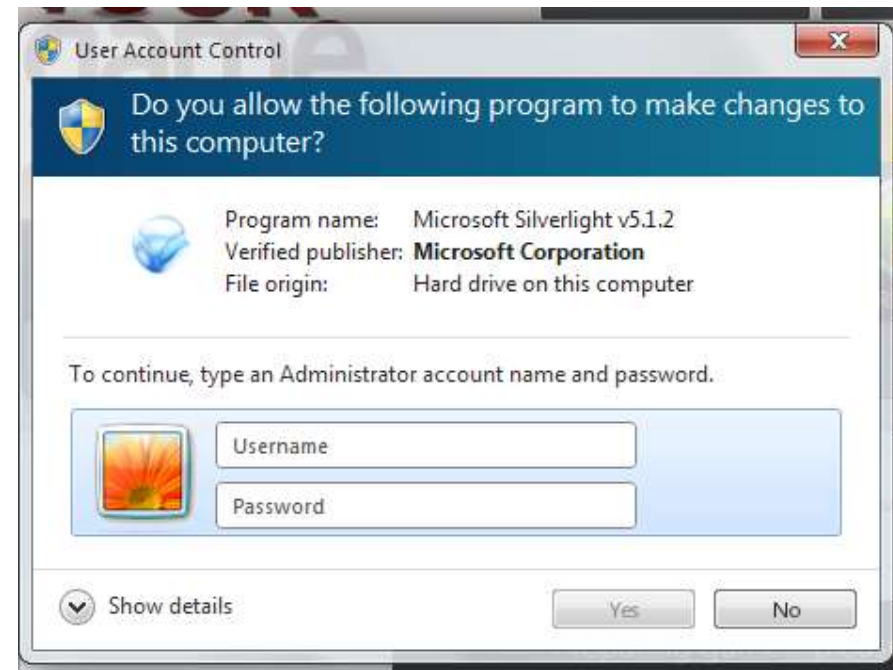 User Account Control
Do you allow the following program to make changes to
this computer?
Program name: Microsoft Silverlight v5.1.2
Verified publisher: Microsoft Corporation
File origin: Hard drive on this computer
To continue, type an Administrator account name and password.
Username
Password
Show details
Yes
No